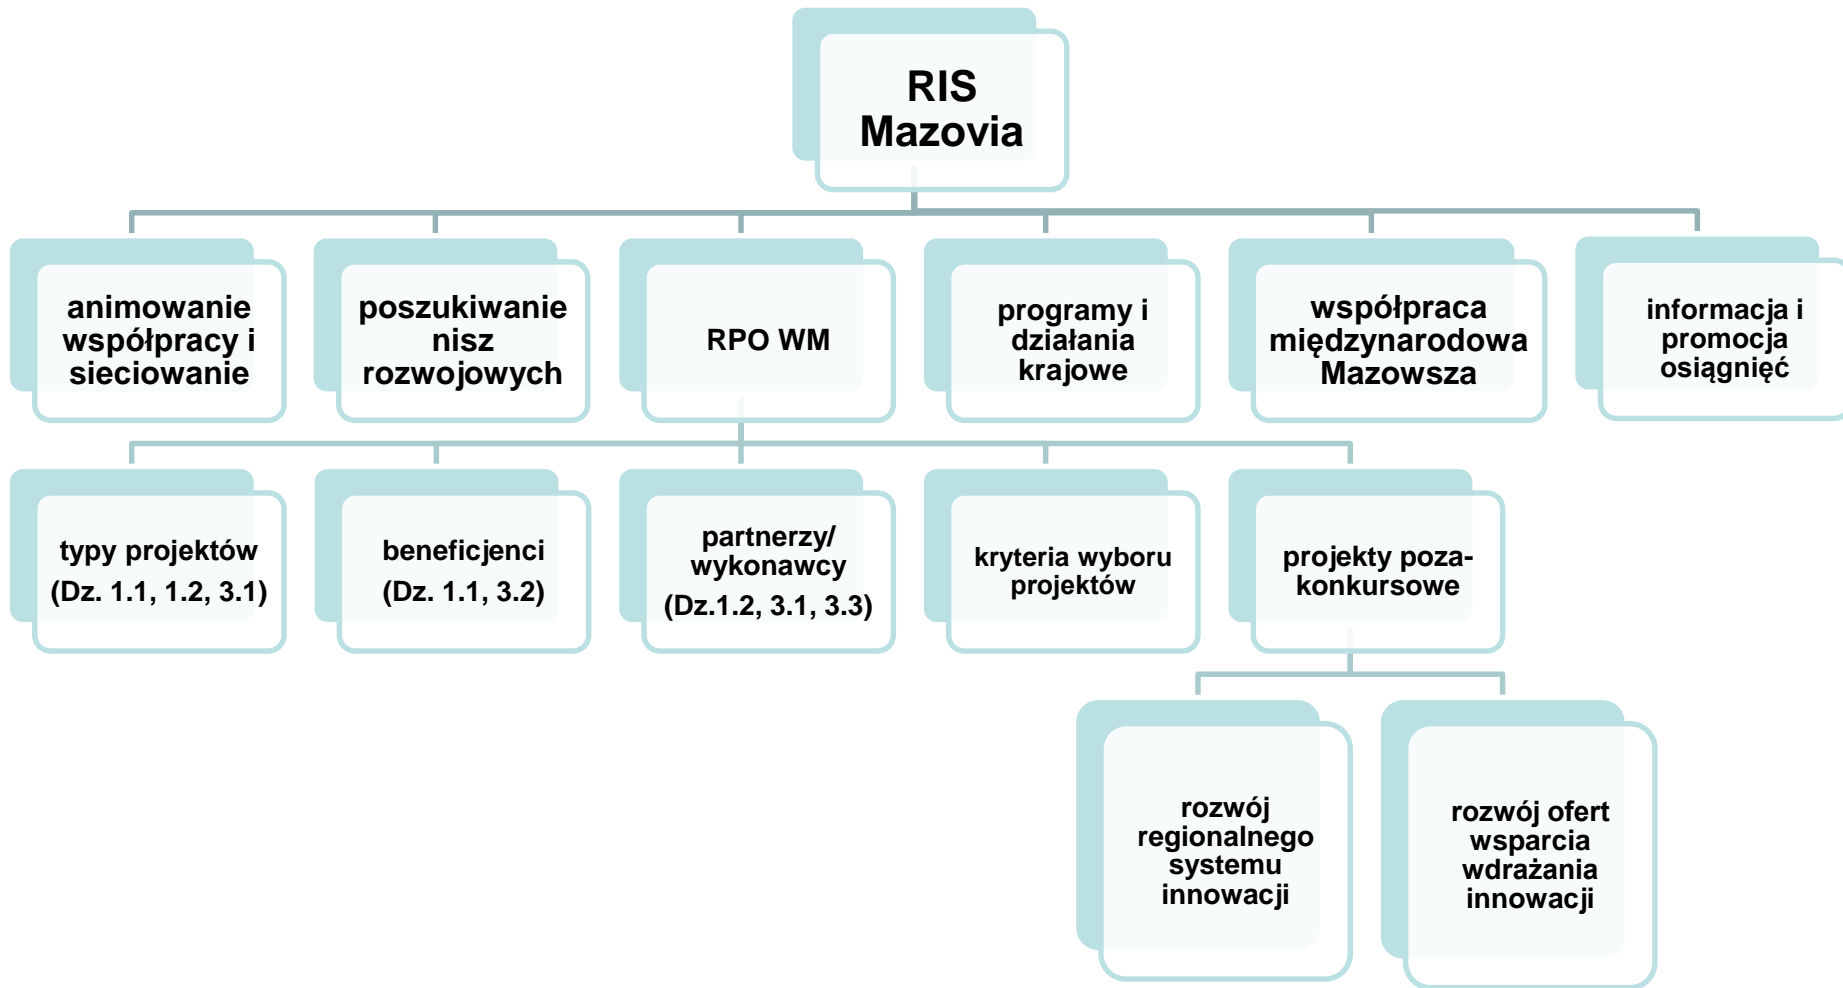 RIS
Mazovia
animowanie
współpracy i
sieciowanie
poszukiwanie
nisz
rozwojowych
RPO WM
programy i
działania
krajowe
współpraca
międzynarodowa
Mazowsza
informacja i
promocja
osiągnięć
typy projektów
(Dz. 1.1, 1.2, 3.1)
beneficjenci
(Dz. 1.1, 3.2)
partnerzy/
wykonawcy
(Dz.1.2, 3.1, 3.3)
kryteria wyboru
projektów
projekty poza-
konkursowe
rozwój
regionalnego
systemu
innowacji
rozwój ofert
wsparcia
wdrażania
innowacji